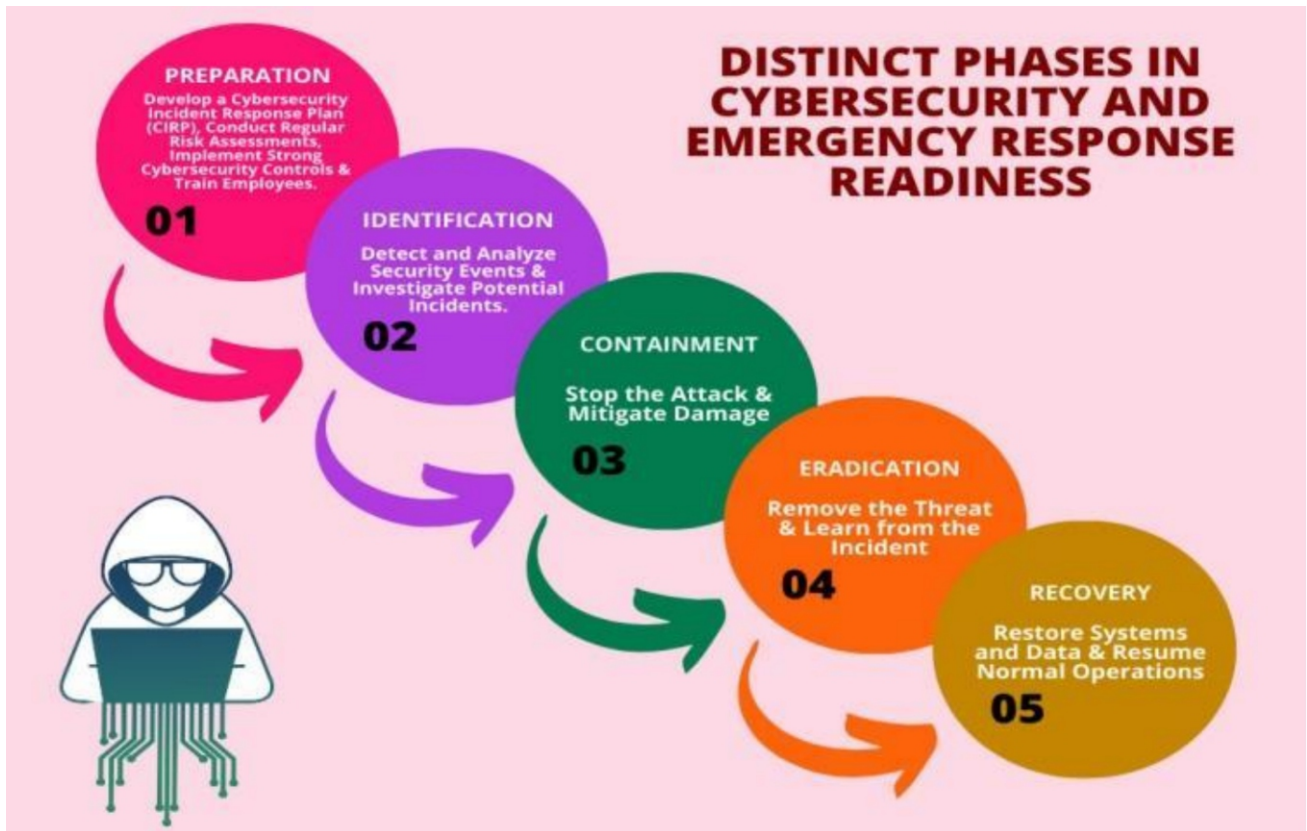 DISTINCT PHASES IN
CYBERSECURITY AND
EMERGENCY RESPONSE
READINESS
PREPARATION
Develop a Cybersecurity
Incident Response Plan
(CIRP), Conduct Regular
Risk Assessments,
Implement Strong
Cybersecurity Controls &
Train Employees.
01
IDENTIFICATION
Detect and Analyze
Security Events &
Investigate Potential
Incidents.
02
CONTAINMENT
Stop the Attack &
Mitigate Damage
03
ERADICATION
Remove the Threat
& Learn from the
Incident
04
RECOVERY
Restore Systems
and Data & Resume
Normal Operations
05